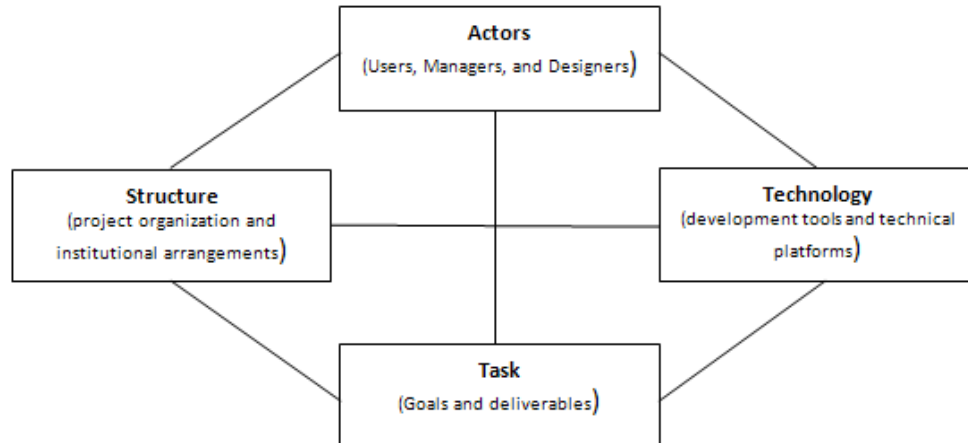 Actors
(Users, Managers, and Designers)
Structure
(project organization and
institutional arrangements)
Technology
(development tools and technical
platforms)
Task
(Goals and deliverables)